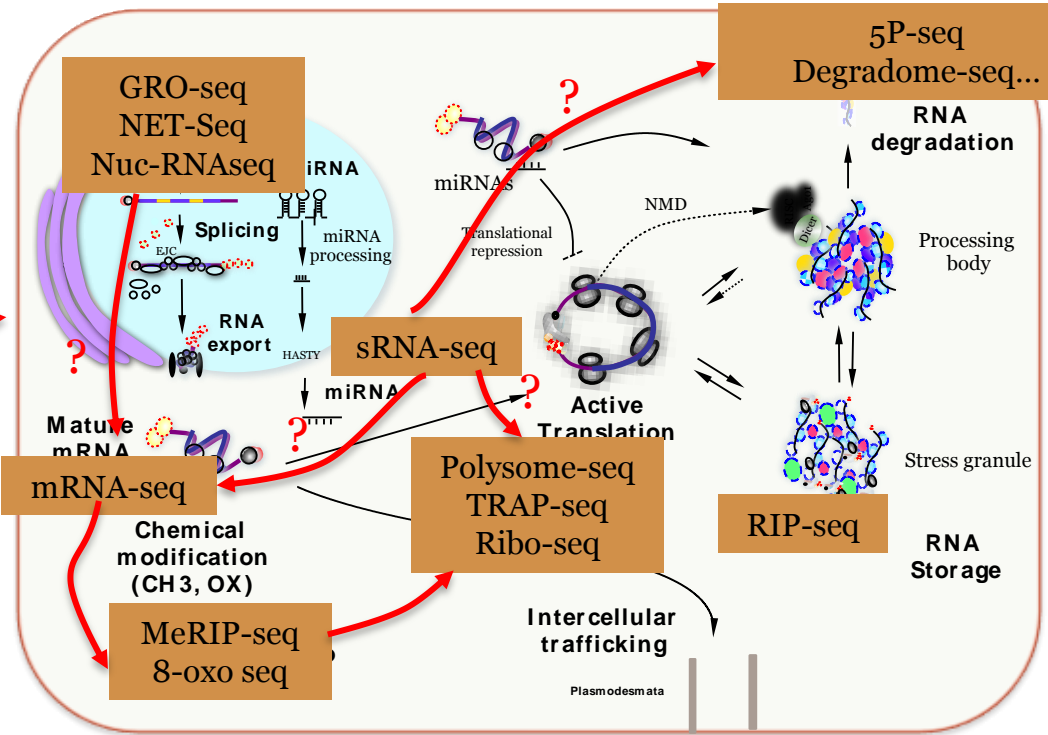 GRO-seq
NET-Seq
Nuc-RNAseq
iRNA
Splicing
miRNA
processing
EJC
RNA
export
HASTY
miRNA
?
miRNAs
Translational
repression
NMD
5P-seq
Degradome-seq...
RNA
degradation
Dicer
Processing
body
sRNA-seq
?
?
?
Active
Translation
Mature
mRNA
mRNA-seq
Chemical
modification
(CH3, OX)
MeRIP-seq
8-oxo seq
Polysome-seq
TRAP-seq
Ribo-seq
Stress granule
RIP-seq
RNA
Storage
Intercellular
trafficking
Plasmodesmata